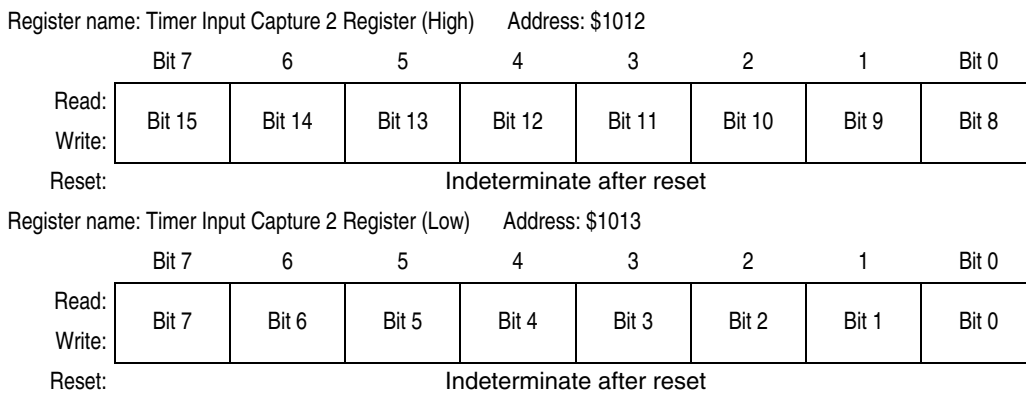 Register name: Timer Input Capture 2 Register (High) Address: $1012
Bit 7 6 5 4 3 2 1 Bit 0
Read:
Bit 15 Bit 14 Bit 13 Bit 12 Bit 11 Bit 10 Bit 9 Bit 8
Write:
Reset: Indeterminate after reset
Register name: Timer Input Capture 2 Register (Low) Address: $1013
Bit 7 6 5 4 3 2 1 Bit 0
Read:
Bit 7 Bit 6 Bit 5 Bit 4 Bit 3 Bit 2 Bit 1 Bit 0
Write:
Reset: Indeterminate after reset